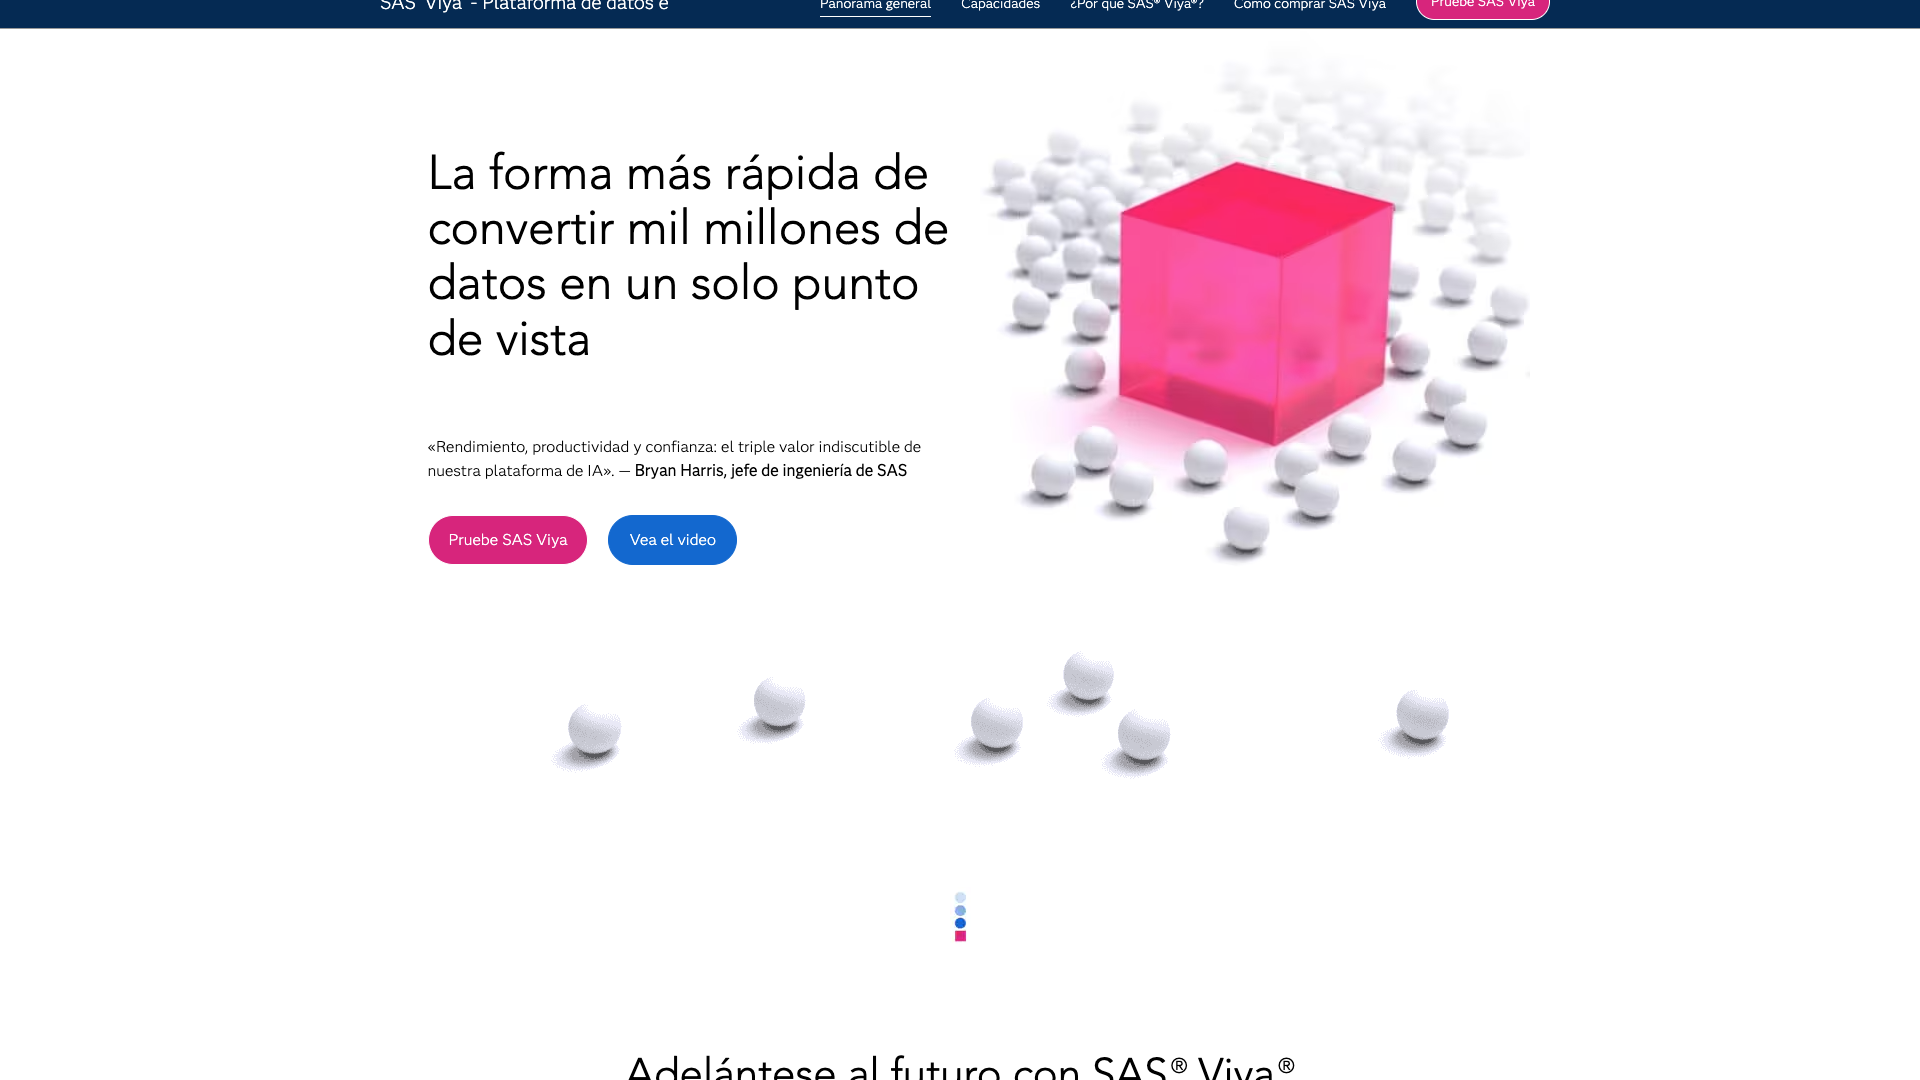 SAS® Viya® - Plataforma de datos e
Panorama general
Capacidades
¿Por qué SAS® Viya®?
Cómo comprar SAS Viya
Pruebe SAS Viya
La forma más rápida de
convertir mil millones de
datos en un solo punto
de vista
«Rendimiento, productividad y confianza: el triple valor indiscutible de
nuestra plataforma de IA». — Bryan Harris, jefe de ingeniería de SAS
Pruebe SAS Viya
Vea el video
Adelántese al futuro con SAS® Viya®